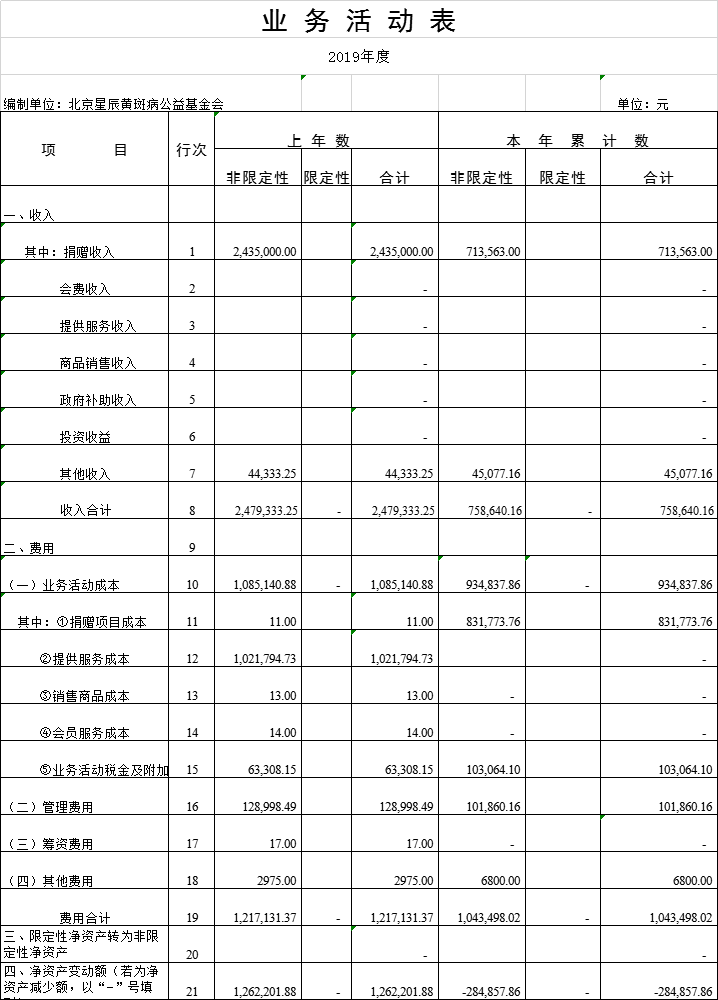 业 务 活 动 表
2019年度
编制单位：北京星辰黄斑病公益基金会 单位：元
项 目 行次 上 年 数 本 年 累 计 数
非限定性 限定性 合计 非限定性 限定性 合计
一、收入
其中：捐赠收入 1 2,435,000.00 2,435,000.00 713,563.00 713,563.00
会费收入 2 - -
提供服务收入 3 - -
商品销售收入 4 - -
政府补助收入 5 - -
投资收益 6 - -
其他收入 7 44,333.25 44,333.25 45,077.16 45,077.16
收入合计 8 2,479,333.25 - 2,479,333.25 758,640.16 - 758,640.16
二、费用 9
（一）业务活动成本 10 1,085,140.88 - 1,085,140.88 934,837.86 - 934,837.86
其中：①捐赠项目成本 11 11.00 11.00 831,773.76 831,773.76
②提供服务成本 12 1,021,794.73 1,021,794.73 -
③销售商品成本 13 13.00 13.00 - -
④会员服务成本 14 14.00 14.00 - -
⑤业务活动税金及附加 15 63,308.15 63,308.15 103,064.10 103,064.10
（二）管理费用 16 128,998.49 128,998.49 101,860.16 101,860.16
（三）筹资费用 17 17.00 17.00 - -
（四）其他费用 18 2975.00 2975.00 6800.00 6800.00
费用合计 19 1,217,131.37 - 1,217,131.37 1,043,498.02 - 1,043,498.02
三、限定性净资产转为非限
定性净资产 20 - -
四、净资产变动额（若为净
资产减少额，以“-”号填 21 1,262,201.88 - 1,262,201.88 -284,857.86 - -284,857.86